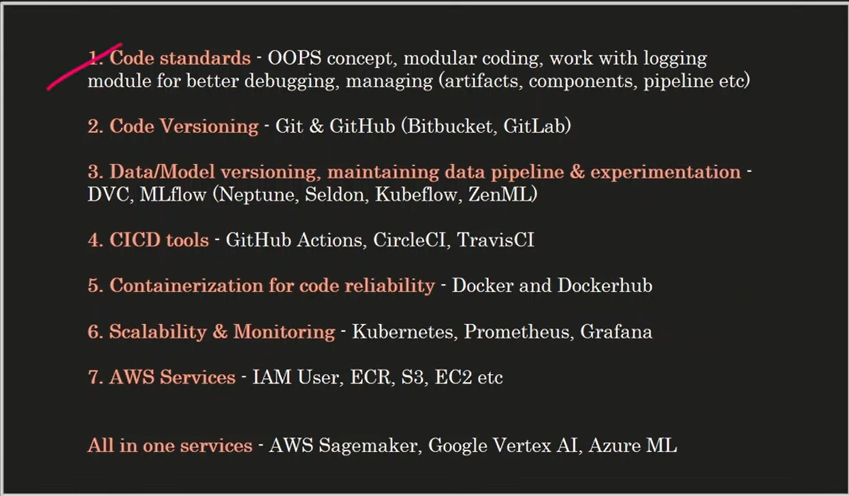 1. Code standards - OOPS concept, modular coding, work with logging
module for better debugging, managing (artifacts, components, pipeline etc)
2. Code Versioning - Git & GitHub (Bitbucket, GitLab)
3. Data/Model versioning, maintaining data pipeline & experimentation -
DVC, MLflow (Neptune, Seldon, Kubeflow, ZenML)
4. CICD tools - GitHub Actions, CircleCI, TravisCI
5. Containerization for code reliability - Docker and Dockerhub
6. Scalability & Monitoring - Kubernetes, Prometheus, Grafana
7. AWS Services - IAM User, ECR, S3, EC2 etc
All in one services - AWS Sagemaker, Google Vertex AI, Azure ML